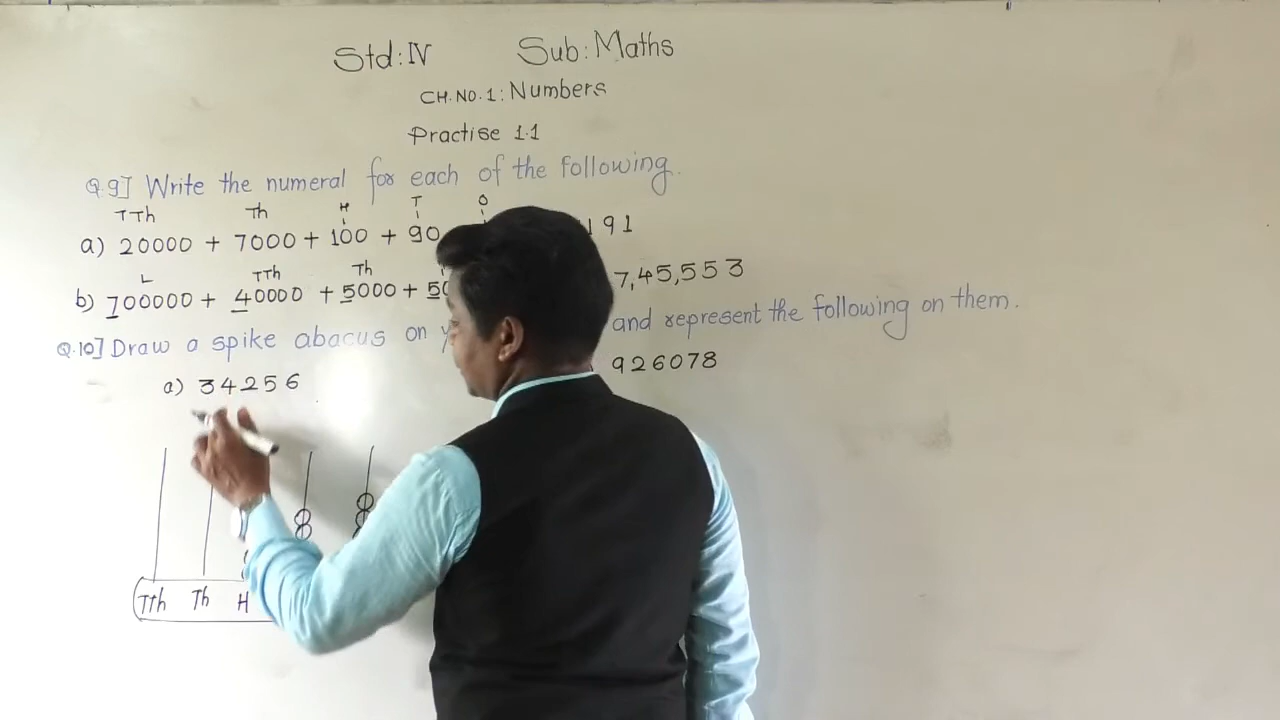 Std: IV Sub: Maths
CH. NO. 1: Numbers
Practise 1.1
Q.9] Write the numeral for each of the following.
TTh Th H T O
a) 20000 + 7000 + 100 + 90 191
L TTh Th
b) 700000 + 40000 + 5000 + 50 7,45,553
Q.10] Draw a spike abacus on and represent the following on them.
a) 34256 926078
TTh Th H